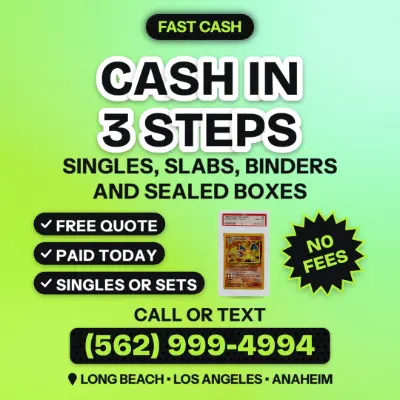 FAST CASH
CASH IN
3 STEPS
SINGLES, SLABS, BINDERS
AND SEALED BOXES
✓ FREE QUOTE
✓ PAID TODAY
✓ SINGLES OR SETS
NO
FEES
CALL OR TEXT
(562) 999-4994
LONG BEACH • LOS ANGELES • ANAHEIM